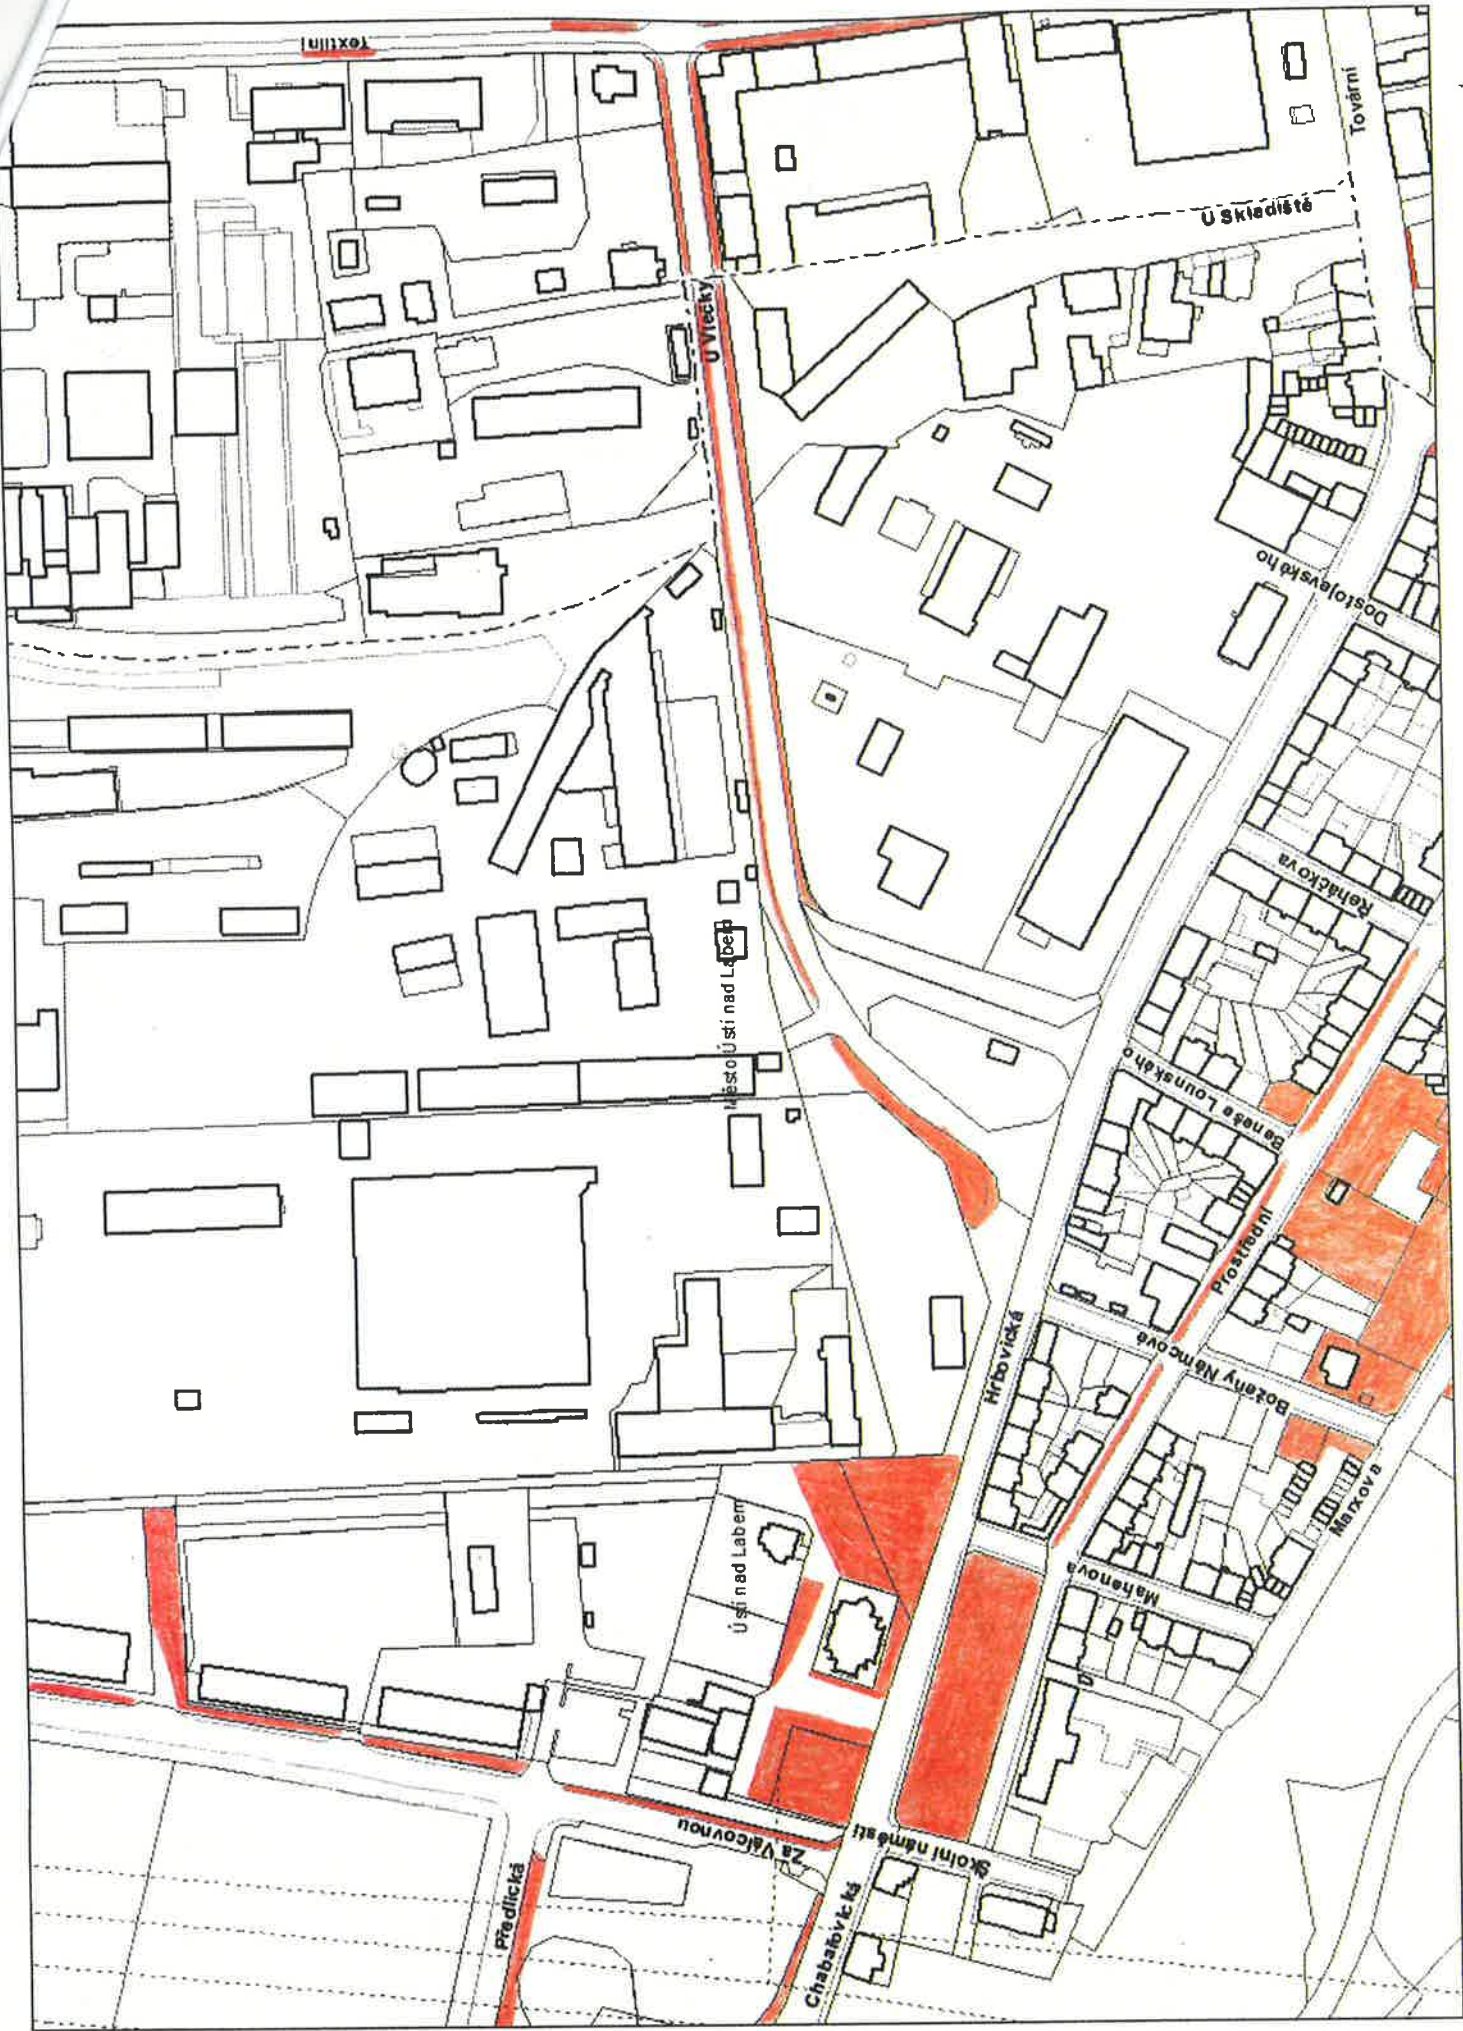 Textilní
Tovární
U Skladiště
U Vlečky
Dostojevského
Řeháčkova
Město Ústí nad Labem
Beneše Lounského
Prostřední
Hrbovická
Boženy Němcové
Marxova
Ústí nad Labem
Mahenova
Za Válcovnou
Školní náměstí
Předlická
Chabařovická